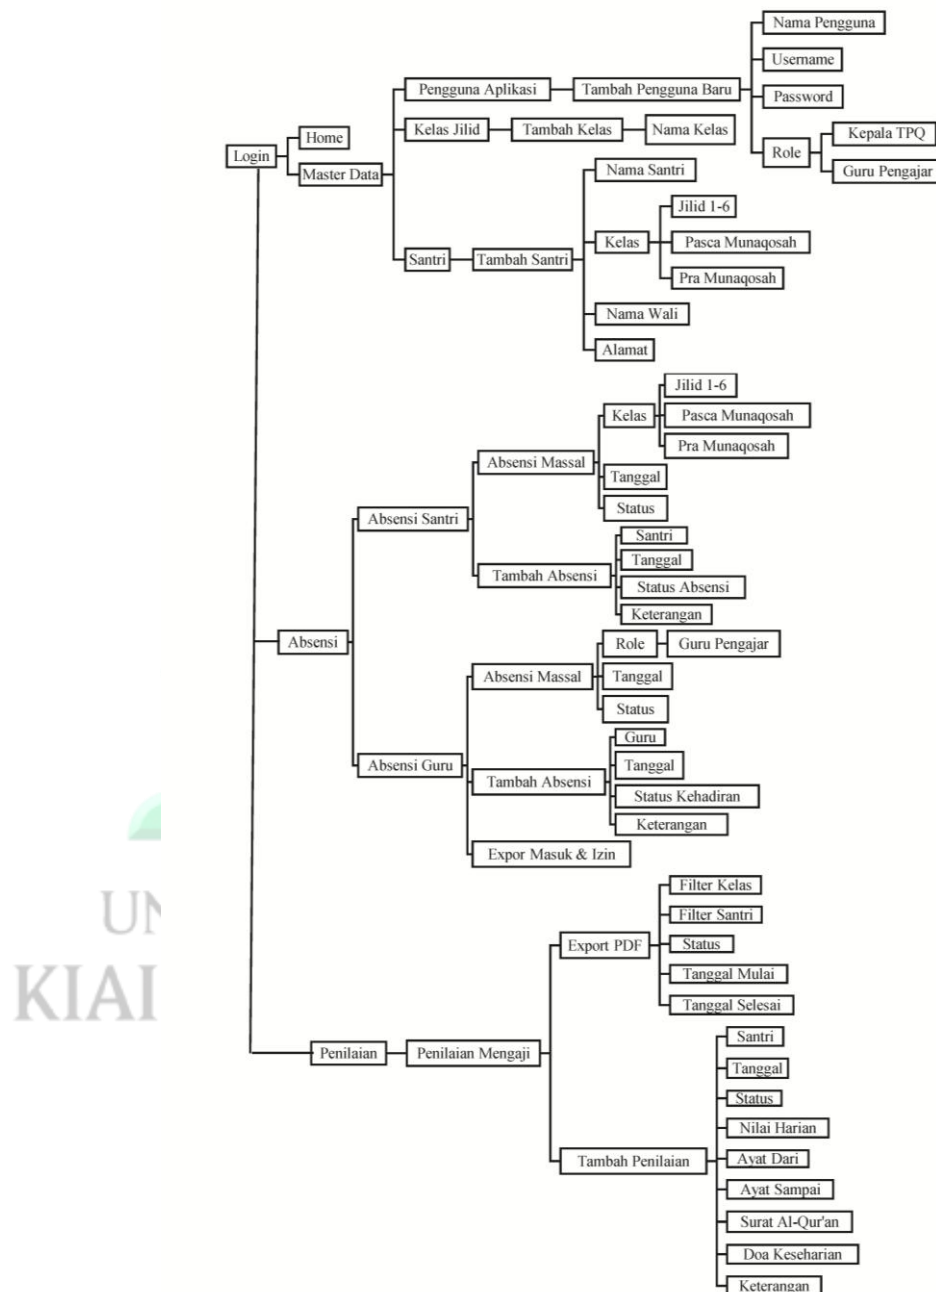 Nama Pengguna
Username
Pengguna Aplikasi
Tambah Pengguna Baru
Password
Home
Kelas Jilid
Tambah Kelas
Nama Kelas
Kepala TPQ
Login
Role
Master Data
Guru Pengajar
Nama Santri
Jilid 1-6
Kelas
Pasca Munaqosah
Santri
Tambah Santri
Pra Munaqosah
Nama Wali
Alamat
Jilid 1-6
Kelas
Pasca Munaqosah
Pra Munaqosah
Absensi Massal
Tanggal
Status
Absensi Santri
Santri
Tanggal
Tambah Absensi
Status Absensi
Keterangan
Absensi
Role
Guru Pengajar
Absensi Massal
Tanggal
Status
Guru
Absensi Guru
Tanggal
Tambah Absensi
Status Kehadiran
Keterangan
Expor Masuk & Izin
Filter Kelas
UN
Filter Santri
Export PDF
Status
Tanggal Mulai
KIAI
Tanggal Selesai
Santri
Penilaian
Penilaian Mengaji
Tanggal
Status
Nilai Harian
Tambah Penilaian
Ayat Dari
Ayat Sampai
Surat Al-Qur'an
Doa Keseharian
Keterangan